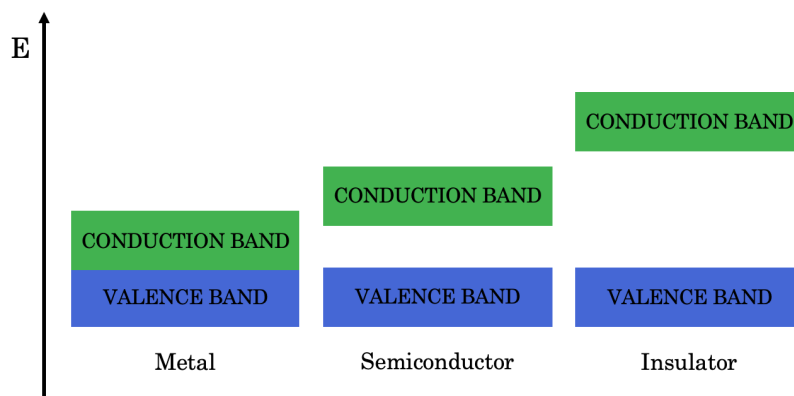 E
CONDUCTION BAND
CONDUCTION BAND
CONDUCTION BAND
VALENCE BAND
VALENCE BAND
VALENCE BAND
Metal
Semiconductor
Insulator